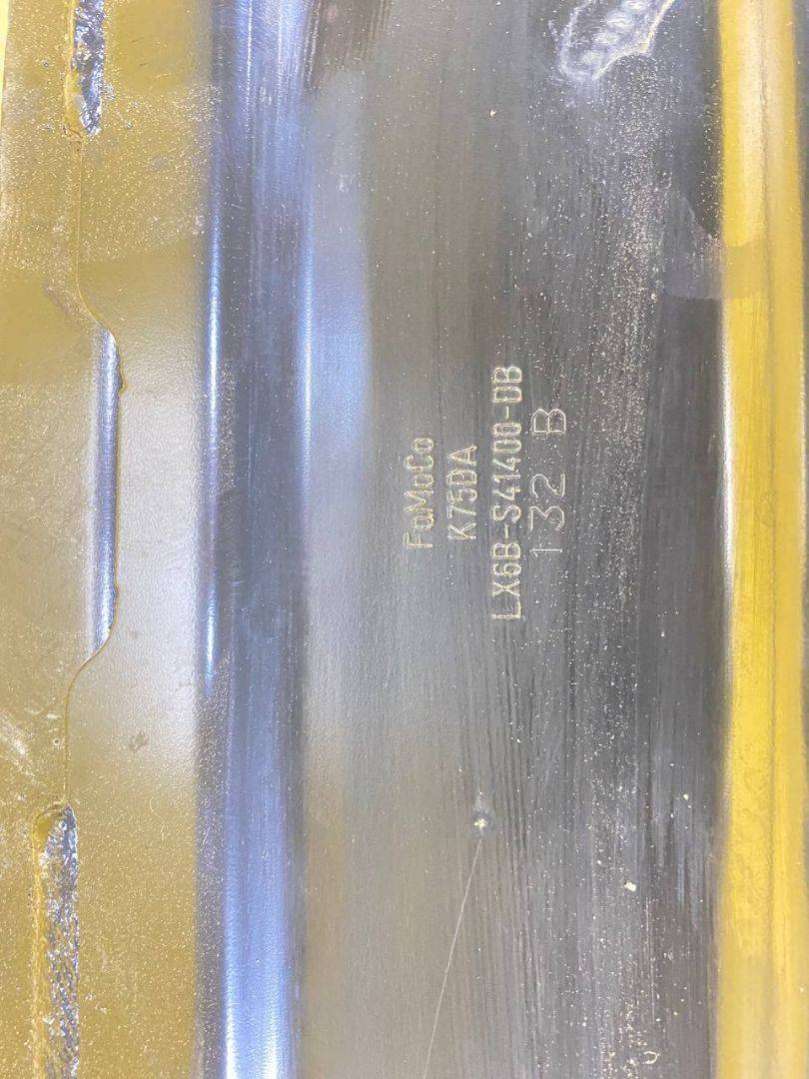 FoMoCo
K75DA
LX6B-S41400-DB
132 B